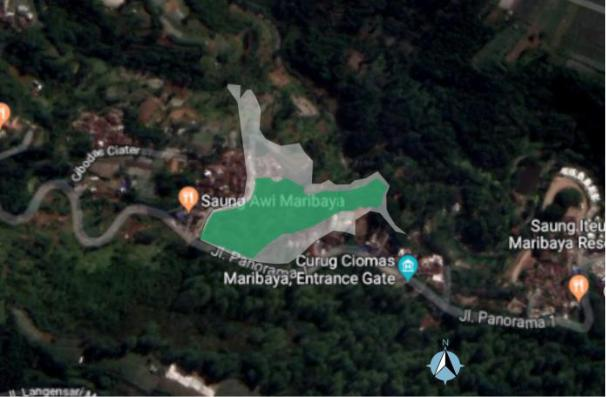 Cibodas Ciater
Saung Awi Maribaya
Saung Iteu
Maribaya Reso
Jl. Panorama 1
Curug Ciomas
Maribaya, Entrance Gate
Jl. Panorama 1
N
Jl. Langensari